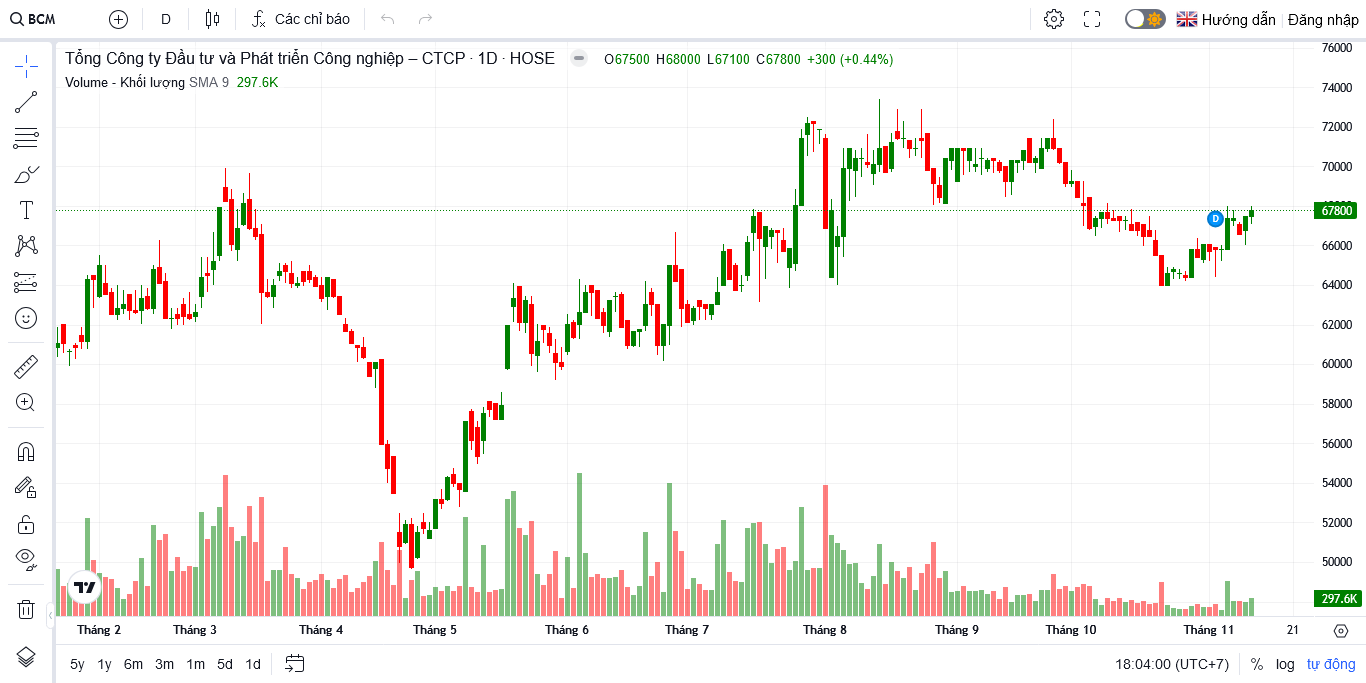 BCM D Các chỉ báo Hướng dẫn Đăng nhập
Tổng Công ty Đầu tư và Phát triển Công nghiệp – CTCP · 1D · HOSE O67500 H68000 L67100 C67800 +300 (+0.44%)
Volume - Khối lượng SMA 9 297.6K
76000
74000
72000
70000
67800
66000
64000
62000
60000
58000
56000
54000
52000
50000
297.6K
D
Tháng 2 Tháng 3 Tháng 4 Tháng 5 Tháng 6 Tháng 7 Tháng 8 Tháng 9 Tháng 10 Tháng 11 21
5y 1y 6m 3m 1m 5d 1d 18:04:00 (UTC+7) % log tự động